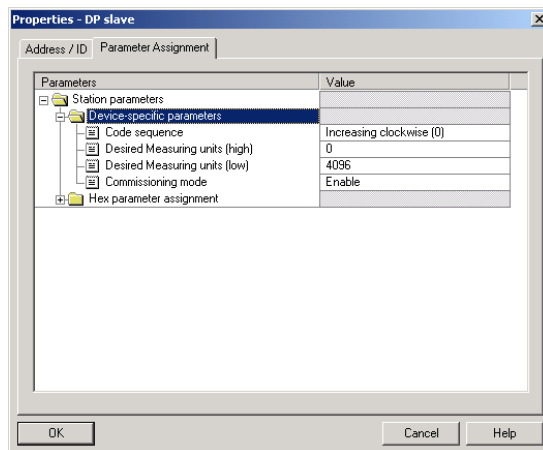 Properties - DP slave
Address / ID Parameter Assignment
Parameters Value
Station parameters
Device-specific parameters
Code sequence Increasing clockwise (0)
Desired Measuring units (high) 0
Desired Measuring units (low) 4096
Commissioning mode Enable
Hex parameter assignment
OK Cancel Help